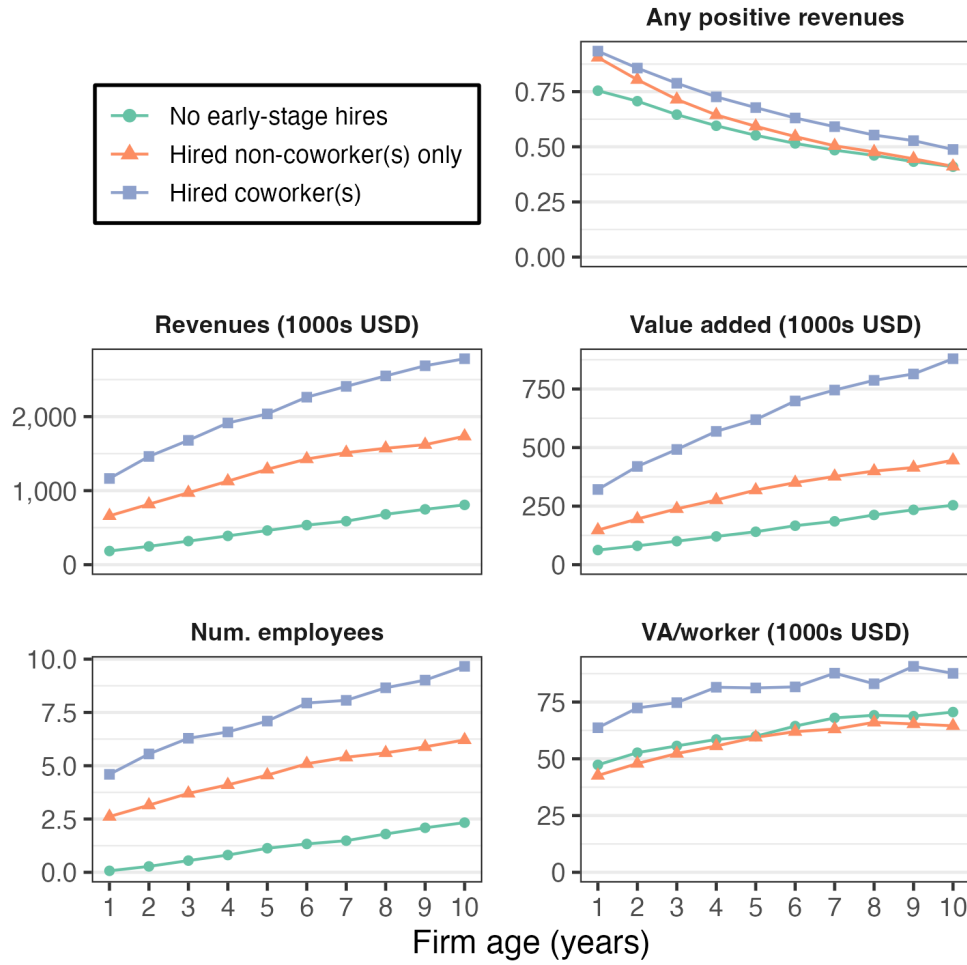 Any positive revenues
No early-stage hires
Hired non-coworker(s) only
Hired coworker(s)
0.75
0.50
0.25
0.00
Revenues (1000s USD)
2,000
1,000
0
Value added (1000s USD)
750
500
250
0
Num. employees
10.0
7.5
5.0
2.5
0.0
1 2 3 4 5 6 7 8 9 10
VA/worker (1000s USD)
75
50
25
0
1 2 3 4 5 6 7 8 9 10
Firm age (years)